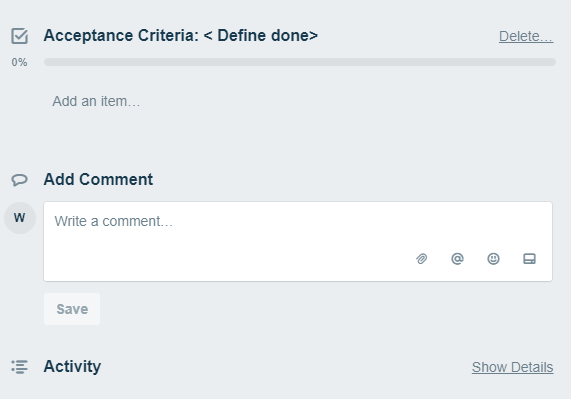 Acceptance Criteria: < Define done>
Delete...
0%
Add an item...
Add Comment
W
Write a comment...
@
Save
Activity
Show Details